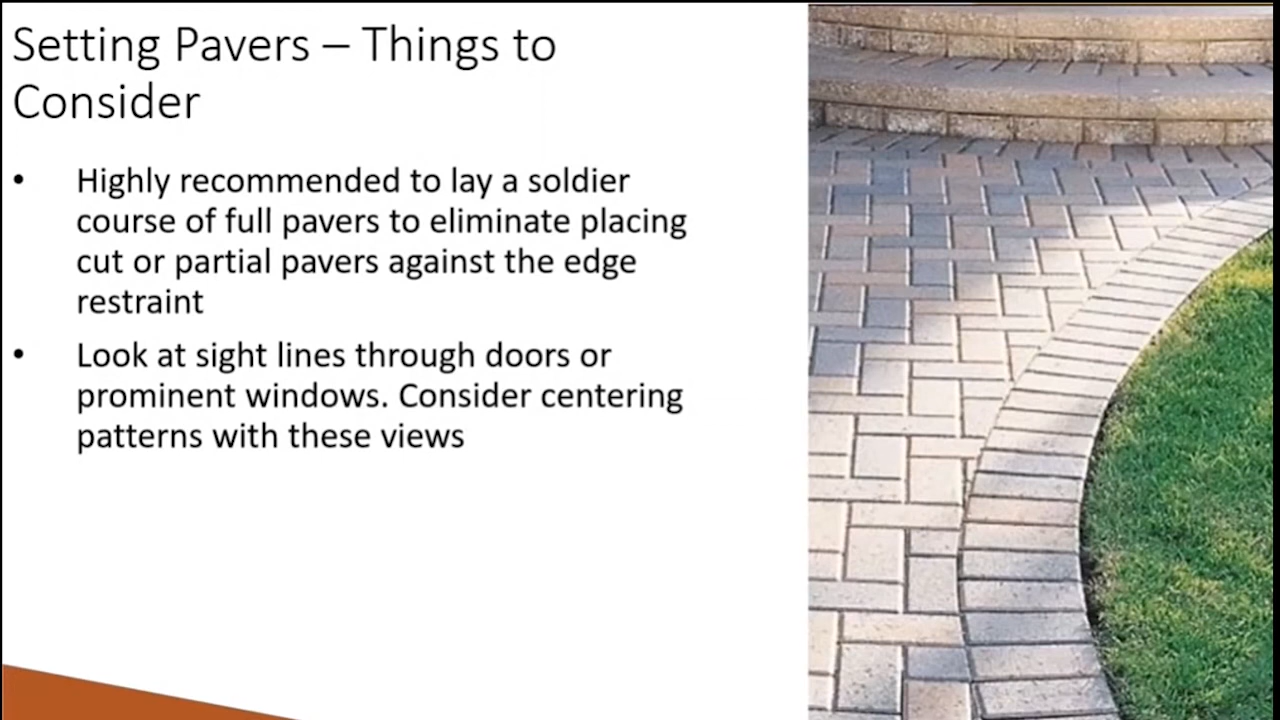 Setting Pavers – Things to
Consider
• Highly recommended to lay a soldier
course of full pavers to eliminate placing
cut or partial pavers against the edge
restraint
• Look at sight lines through doors or
prominent windows. Consider centering
patterns with these views